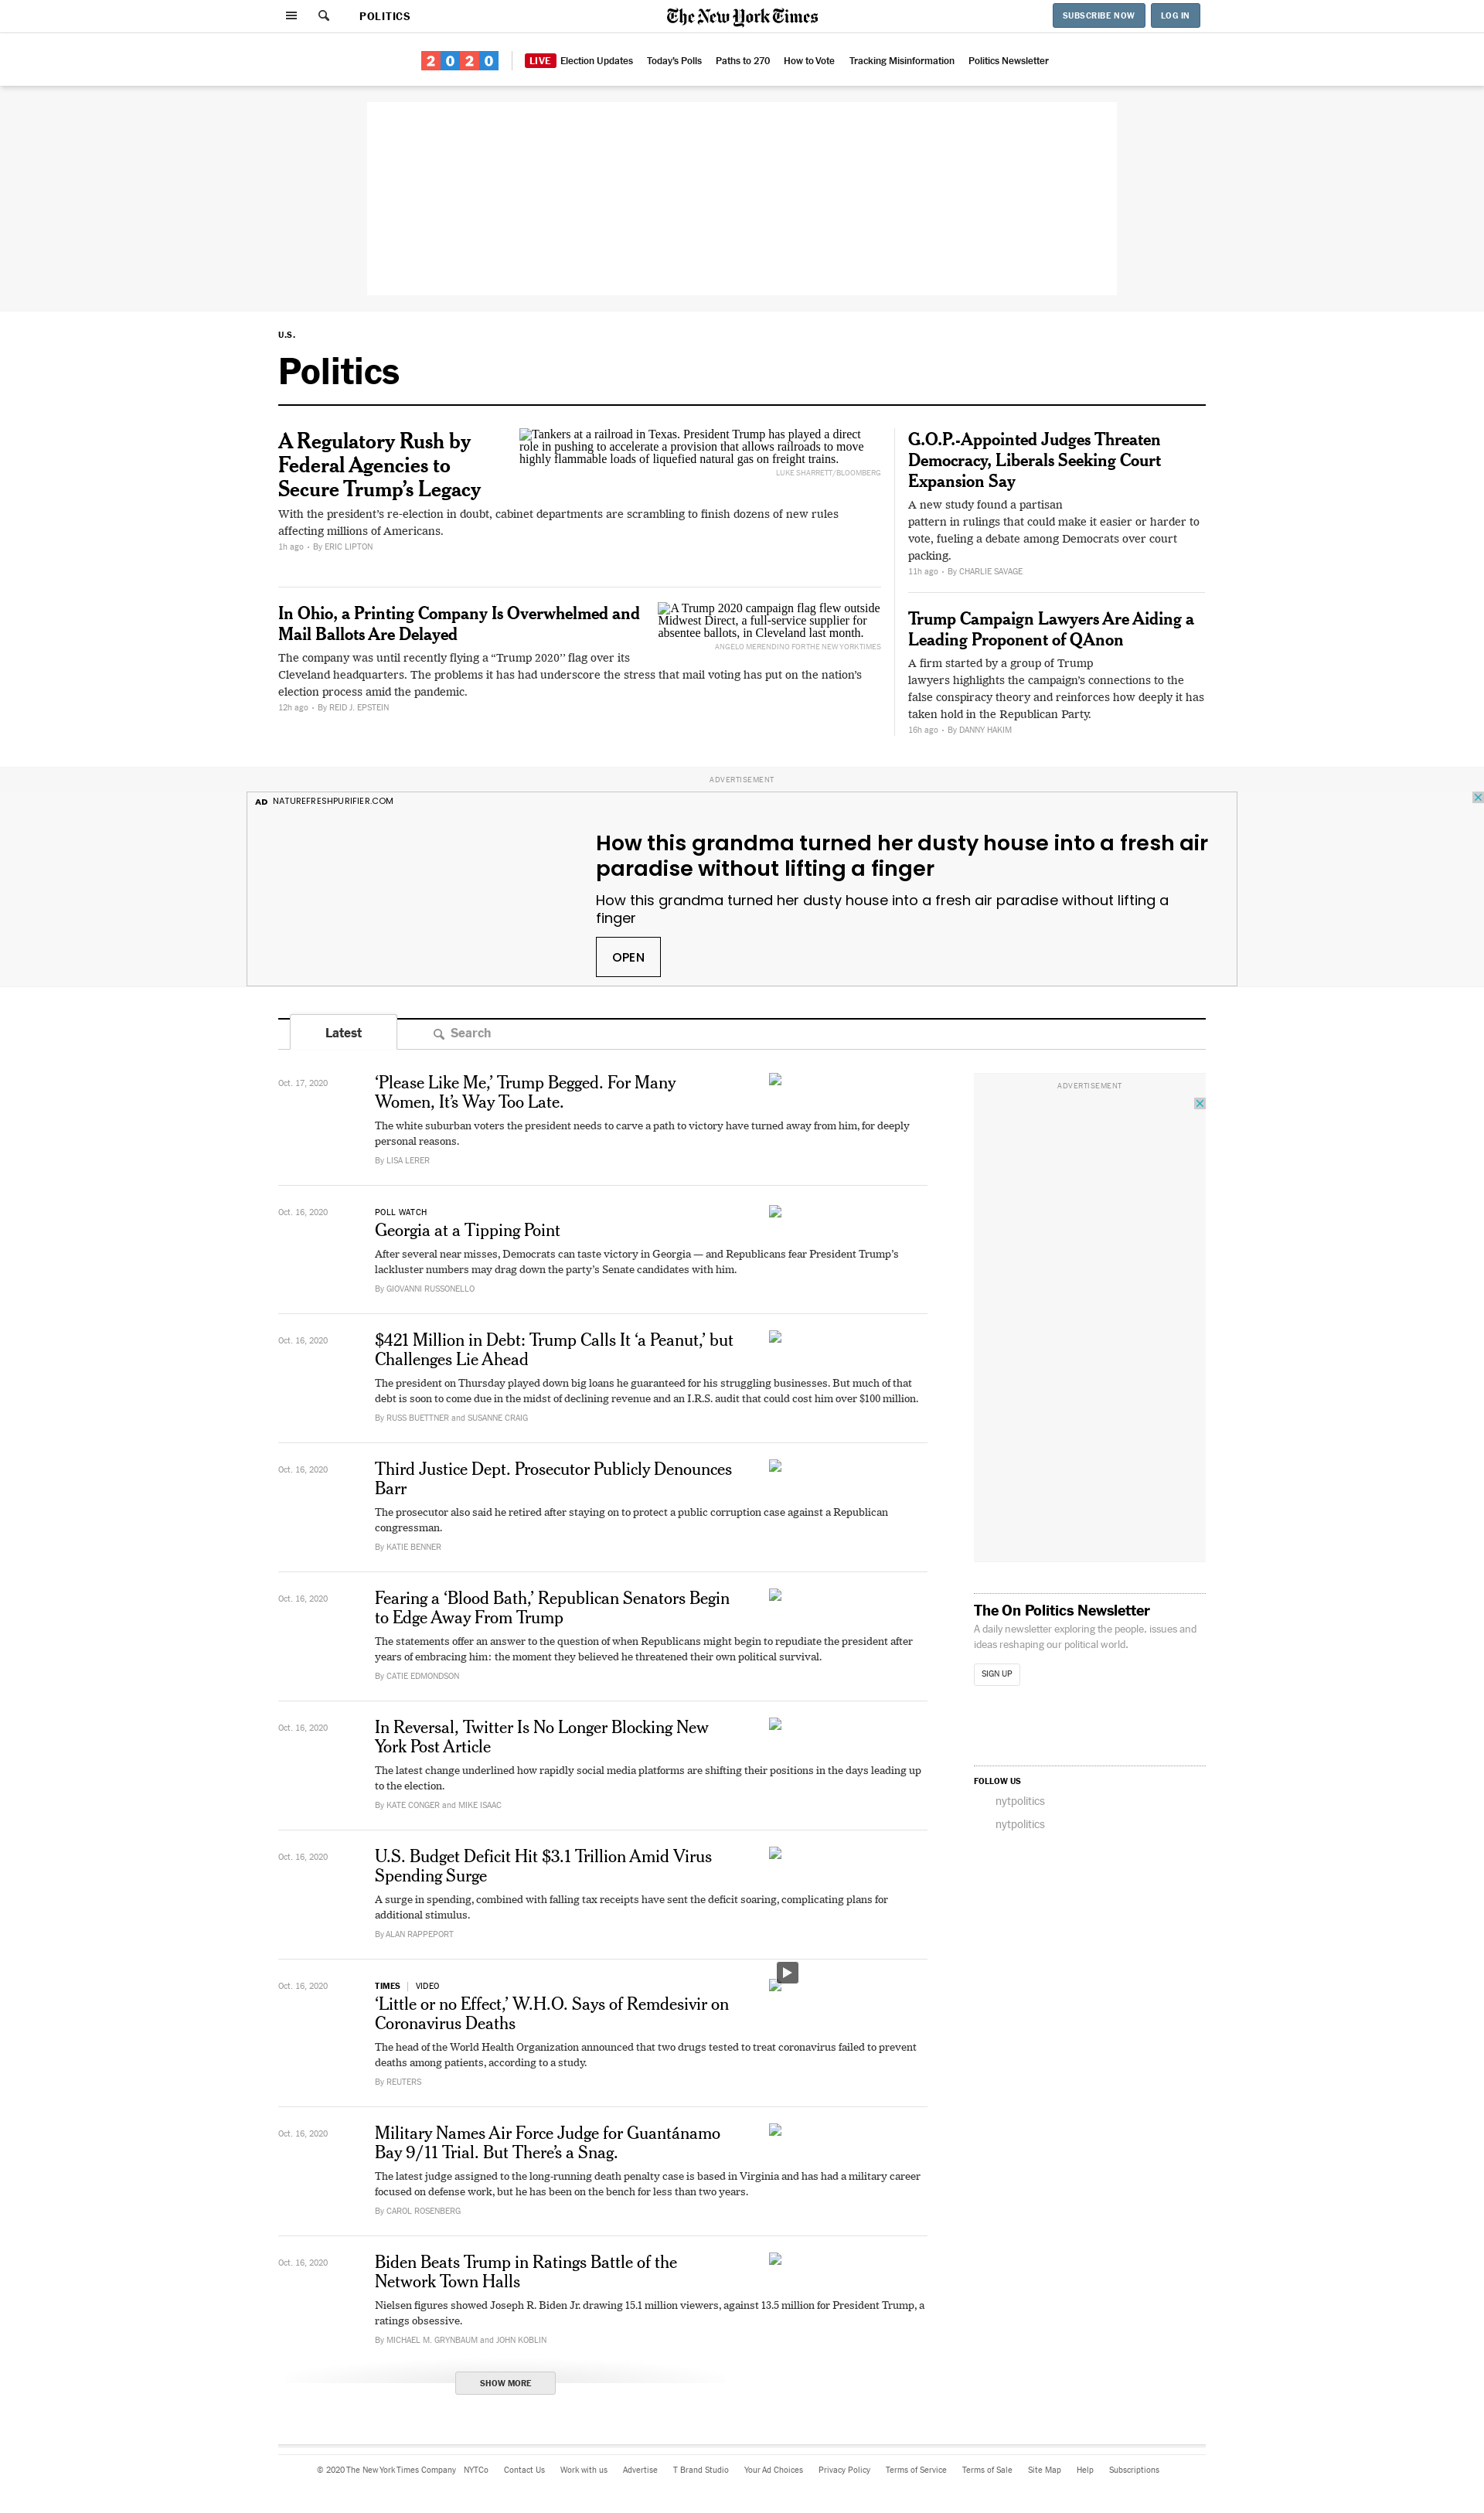 POLITICS
The New York Times
SUBSCRIBE NOW
LOG IN
2020
LIVE Election Updates
Today's Polls
Paths to 270
How to Vote
Tracking Misinformation
Politics Newsletter
U.S.
Politics
A Regulatory Rush by
Federal Agencies to
Secure Trump’s Legacy
Tankers at a railroad in Texas. President Trump has played a direct
role in pushing to accelerate a provision that allows railroads to move
highly flammable loads of liquefied natural gas on freight trains.
LUKE SHARRETT/BLOOMBERG
With the president’s re-election in doubt, cabinet departments are scrambling to finish dozens of new rules
affecting millions of Americans.
1h ago • By ERIC LIPTON
In Ohio, a Printing Company Is Overwhelmed and
Mail Ballots Are Delayed
A Trump 2020 campaign flag flew outside
Midwest Direct, a full-service supplier for
absentee ballots, in Cleveland last month.
ANGELO MERENDINO FOR THE NEW YORK TIMES
The company was until recently flying a “Trump 2020” flag over its
Cleveland headquarters. The problems it has had underscore the stress that mail voting has put on the nation’s
election process amid the pandemic.
12h ago • By REID J. EPSTEIN
G.O.P.-Appointed Judges Threaten
Democracy, Liberals Seeking Court
Expansion Say
A new study found a partisan
pattern in rulings that could make it easier or harder to
vote, fueling a debate among Democrats over court
packing.
11h ago • By CHARLIE SAVAGE
Trump Campaign Lawyers Are Aiding a
Leading Proponent of QAnon
A firm started by a group of Trump
lawyers highlights the campaign’s connections to the
false conspiracy theory and reinforces how deeply it has
taken hold in the Republican Party.
16h ago • By DANNY HAKIM
ADVERTISEMENT
AD NATUREFRESHPURIFIER.COM
How this grandma turned her dusty house into a fresh air
paradise without lifting a finger
How this grandma turned her dusty house into a fresh air paradise without lifting a
finger
OPEN
Latest
Search
Oct. 17, 2020
‘Please Like Me,’ Trump Begged. For Many
Women, It’s Way Too Late.
The white suburban voters the president needs to carve a path to victory have turned away from him, for deeply
personal reasons.
By LISA LERER
Oct. 16, 2020
POLL WATCH
Georgia at a Tipping Point
After several near misses, Democrats can taste victory in Georgia — and Republicans fear President Trump’s
lackluster numbers may drag down the party’s Senate candidates with him.
By GIOVANNI RUSSONELLO
Oct. 16, 2020
$421 Million in Debt: Trump Calls It ‘a Peanut,’ but
Challenges Lie Ahead
The president on Thursday played down big loans he guaranteed for his struggling businesses. But much of that
debt is soon to come due in the midst of declining revenue and an I.R.S. audit that could cost him over $100 million.
By RUSS BUETTNER and SUSANNE CRAIG
Oct. 16, 2020
Third Justice Dept. Prosecutor Publicly Denounces
Barr
The prosecutor also said he retired after staying on to protect a public corruption case against a Republican
congressman.
By KATIE BENNER
Oct. 16, 2020
Fearing a ‘Blood Bath,’ Republican Senators Begin
to Edge Away From Trump
The statements offer an answer to the question of when Republicans might begin to repudiate the president after
years of embracing him: the moment they believed he threatened their own political survival.
By CATIE EDMONDSON
Oct. 16, 2020
In Reversal, Twitter Is No Longer Blocking New
York Post Article
The latest change underlined how rapidly social media platforms are shifting their positions in the days leading up
to the election.
By KATE CONGER and MIKE ISAAC
Oct. 16, 2020
U.S. Budget Deficit Hit $3.1 Trillion Amid Virus
Spending Surge
A surge in spending, combined with falling tax receipts have sent the deficit soaring, complicating plans for
additional stimulus.
By ALAN RAPPEPORT
Oct. 16, 2020
TIMES | VIDEO
‘Little or no Effect,’ W.H.O. Says of Remdesivir on
Coronavirus Deaths
The head of the World Health Organization announced that two drugs tested to treat coronavirus failed to prevent
deaths among patients, according to a study.
By REUTERS
Oct. 16, 2020
Military Names Air Force Judge for Guantánamo
Bay 9/11 Trial. But There’s a Snag.
The latest judge assigned to the long-running death penalty case is based in Virginia and has had a military career
focused on defense work, but he has been on the bench for less than two years.
By CAROL ROSENBERG
Oct. 16, 2020
Biden Beats Trump in Ratings Battle of the
Network Town Halls
Nielsen figures showed Joseph R. Biden Jr. drawing 15.1 million viewers, against 13.5 million for President Trump, a
ratings obsessive.
By MICHAEL M. GRYNBAUM and JOHN KOBLIN
SHOW MORE
ADVERTISEMENT
The On Politics Newsletter
A daily newsletter exploring the people, issues and
ideas reshaping our political world.
SIGN UP
FOLLOW US
nytpolitics
nytpolitics
© 2020 The New York Times Company
NYTCo
Contact Us
Work with us
Advertise
T Brand Studio
Your Ad Choices
Privacy Policy
Terms of Service
Terms of Sale
Site Map
Help
Subscriptions